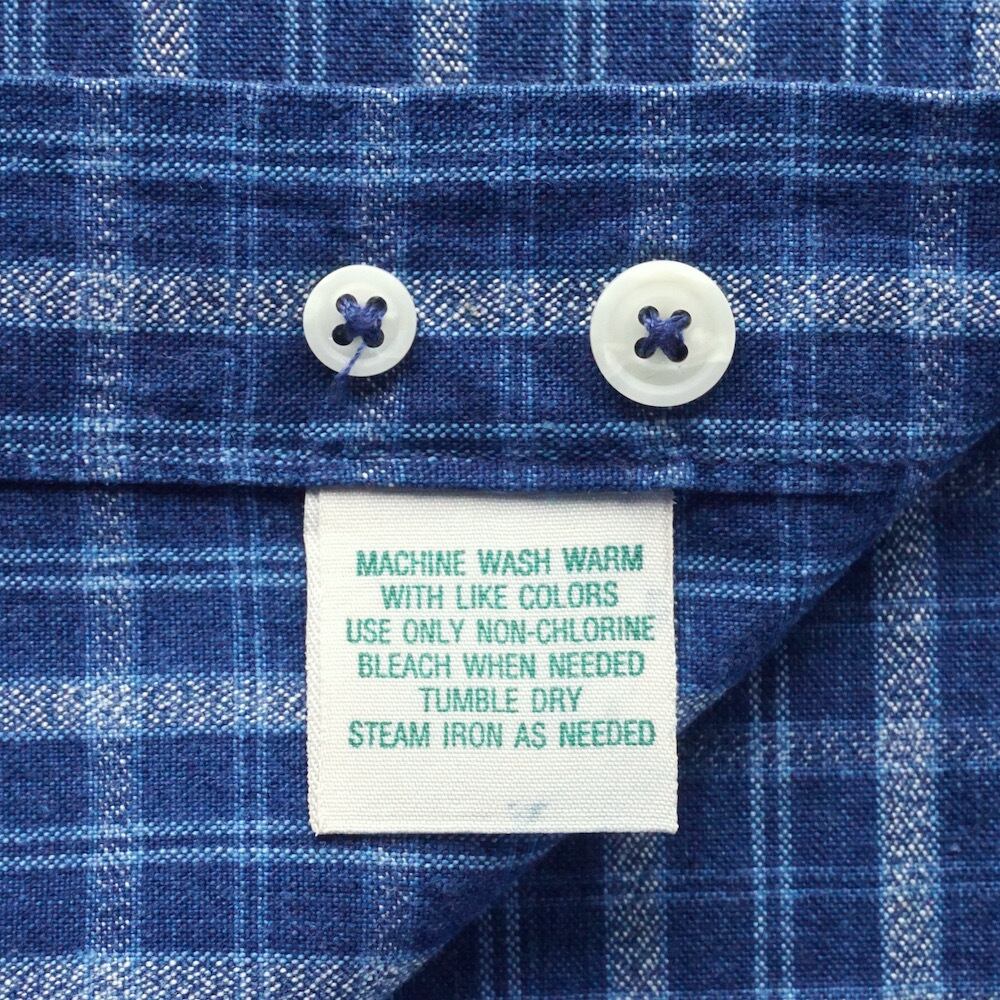 MACHINE WASH WARM
WITH LIKE COLORS
USE ONLY NON-CHLORINE
BLEACH WHEN NEEDED
TUMBLE DRY
STEAM IRON AS NEEDED